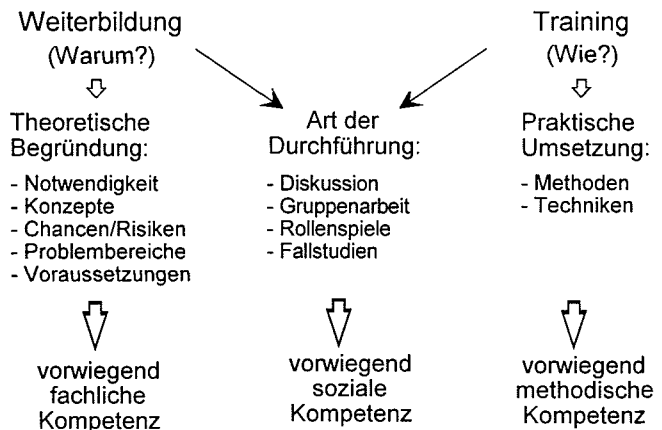 Weiterbildung
(Warum?)
Training
(Wie?)
Theoretische
Begründung:
- Notwendigkeit
- Konzepte
- Chancen/Risiken
- Problembereiche
- Voraussetzungen
Art der
Durchführung:
- Diskussion
- Gruppenarbeit
- Rollenspiele
- Fallstudien
Praktische
Umsetzung:
- Methoden
- Techniken
vorwiegend
fachliche
Kompetenz
vorwiegend
soziale
Kompetenz
vorwiegend
methodische
Kompetenz